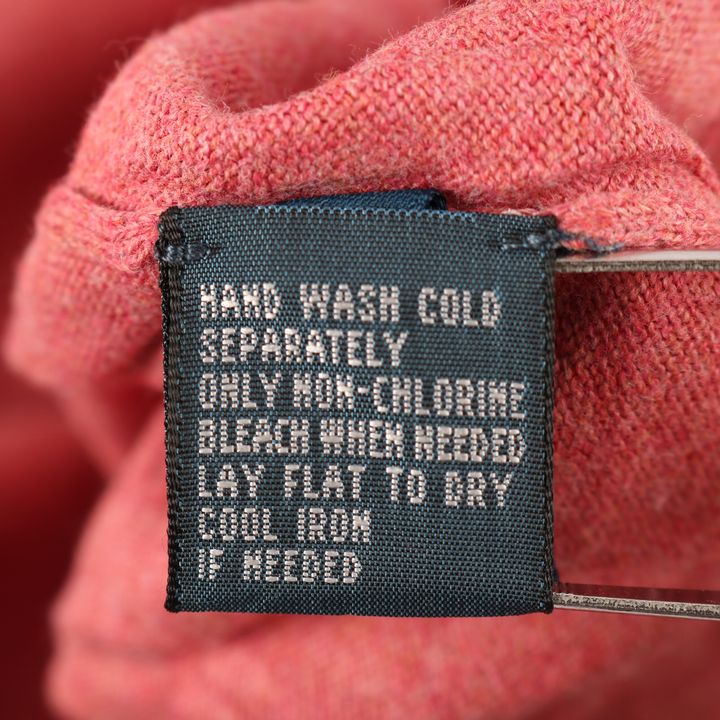 HAND WASH COLD
SEPARATELY
ONLY NON-CHLORINE
BLEACH WHEN NEEDED
LAY FLAT TO DRY
COOL IRON
IF NEEDED